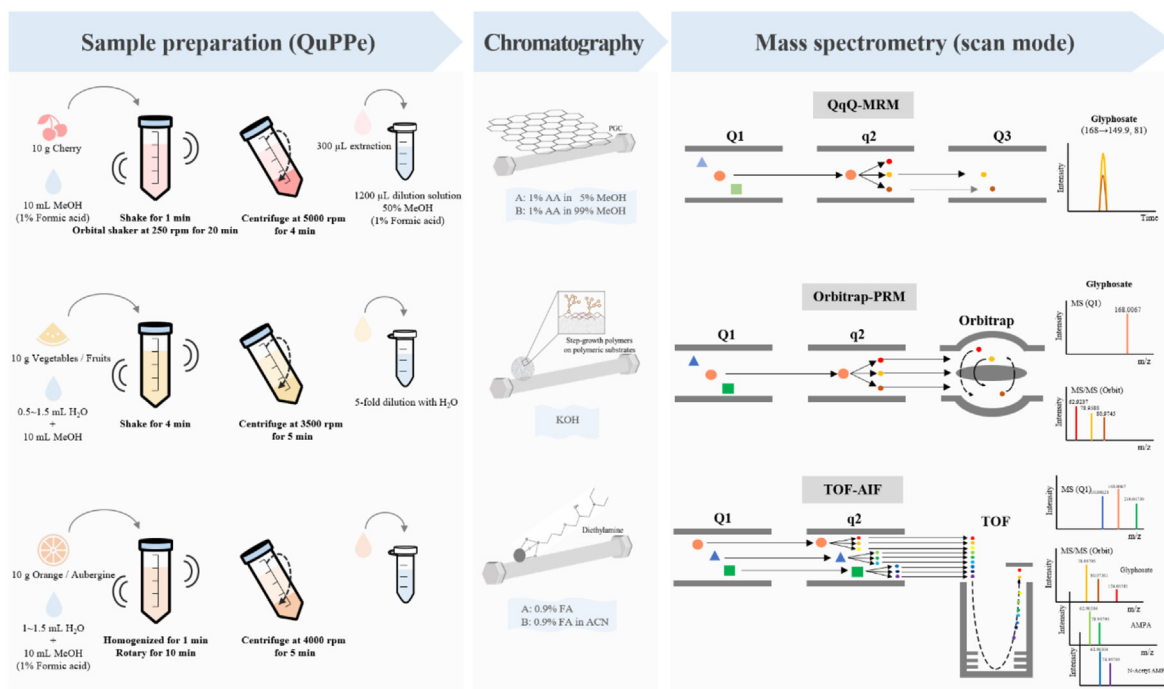 Sample preparation (QuPPe)
Chromatography
Mass spectrometry (scan mode)
10 g Cherry
10 mL MeOH
(1% Formic acid)
Shake for 1 min
Orbital shaker at 250 rpm for 20 min
Centrifuge at 5000 rpm
for 4 min
300 µL extraction
1200 µL dilution solution
50% MeOH
(1% Formic acid)
PGC
A: 1% AA in 5% MeOH
B: 1% AA in 99% MeOH
QqQ-MRM
Q1
q2
Q3
Glyphosate
(168→149.9, 81)
Intensity
Time
10 g Vegetables / Fruits
0.5~1.5 mL H₂O
+
10 mL MeOH
Shake for 4 min
Centrifuge at 3500 rpm
for 5 min
5-fold dilution with H₂O
Step-growth polymers
on polymeric substrates
KOH
Orbitrap-PRM
Q1
q2
Orbitrap
Glyphosate
MS (Q1)
168.0067
Intensity
m/z
MS/MS (Orbit)
62.9237
Intensity
m/z
10 g Orange / Aubergine
1~1.5 mL H₂O
+
10 mL MeOH
(1% Formic acid)
Homogenized for 1 min
Rotary for 10 min
Centrifuge at 4000 rpm
for 5 min
Diethylamine
A: 0.9% FA
B: 0.9% FA in ACN
TOF-AIF
Q1
q2
TOF
MS (Q1)
Intensity
m/z
MS/MS (Orbit)
Glyphosate
Intensity
m/z
AMPA
Intensity
m/z
N-Acetyl AMP
Intensity